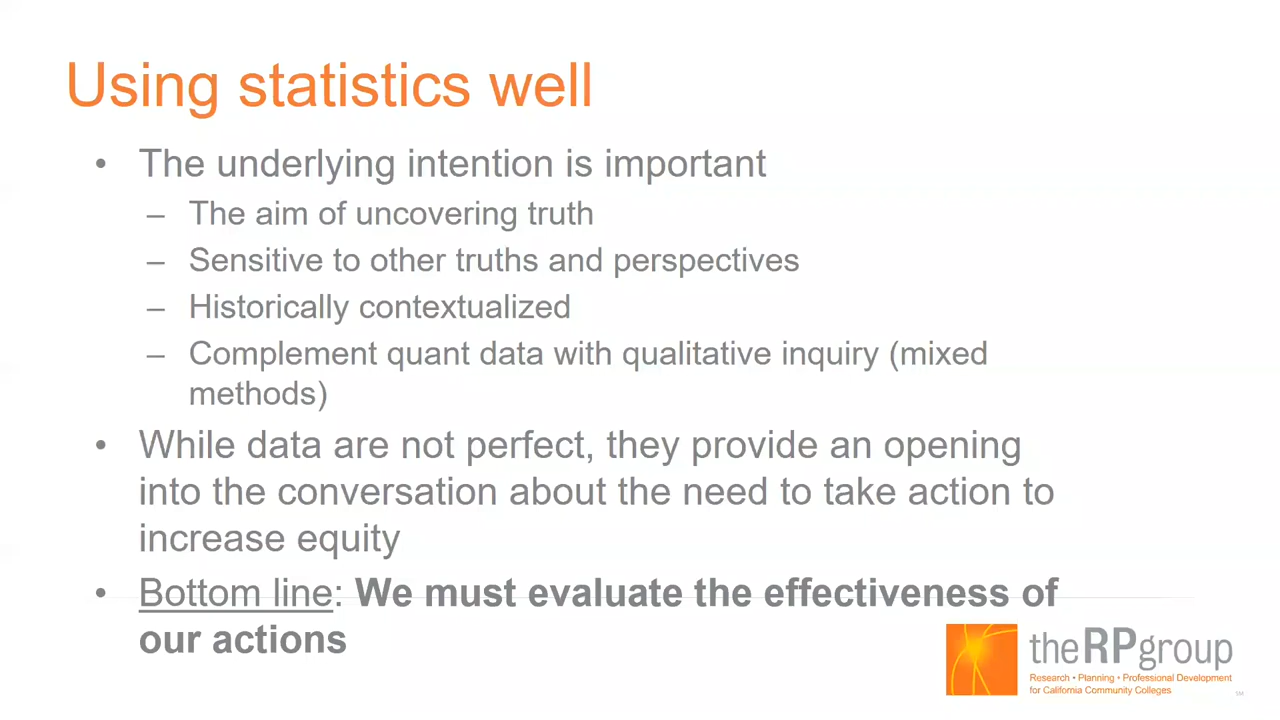 Using statistics well
• The underlying intention is important
– The aim of uncovering truth
– Sensitive to other truths and perspectives
– Historically contextualized
– Complement quant data with qualitative inquiry (mixed
methods)
• While data are not perfect, they provide an opening
into the conversation about the need to take action to
increase equity
• Bottom line: We must evaluate the effectiveness of
our actions
theRPgroup
Research • Planning • Professional Development
for California Community Colleges
SM